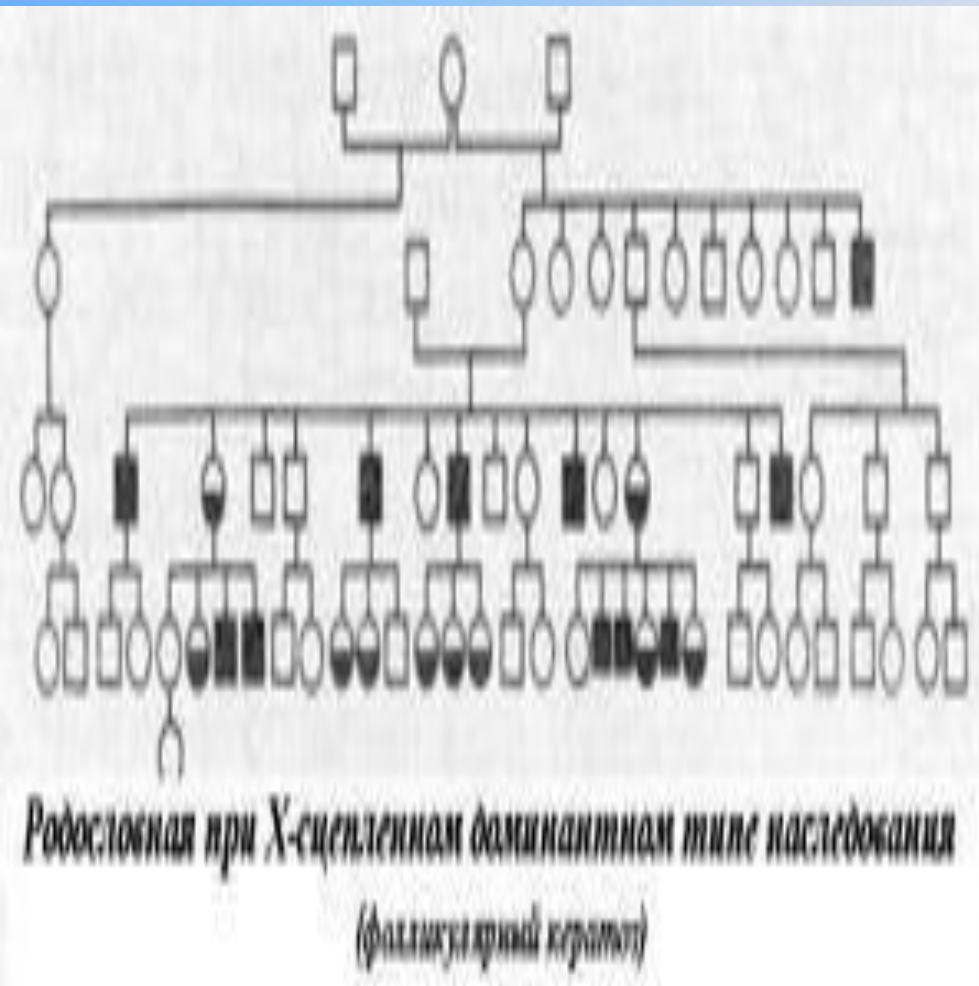 Родословная при Х-сцепленном доминантном типе наследования
(фолликулярный кератоз)